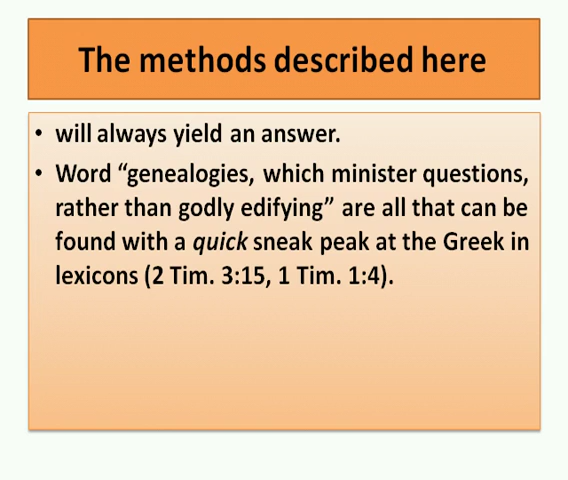 The methods described here
• will always yield an answer.
• Word “genealogies, which minister questions,
rather than godly edifying” are all that can be
found with a quick sneak peak at the Greek in
lexicons (2 Tim. 3:15, 1 Tim. 1:4).